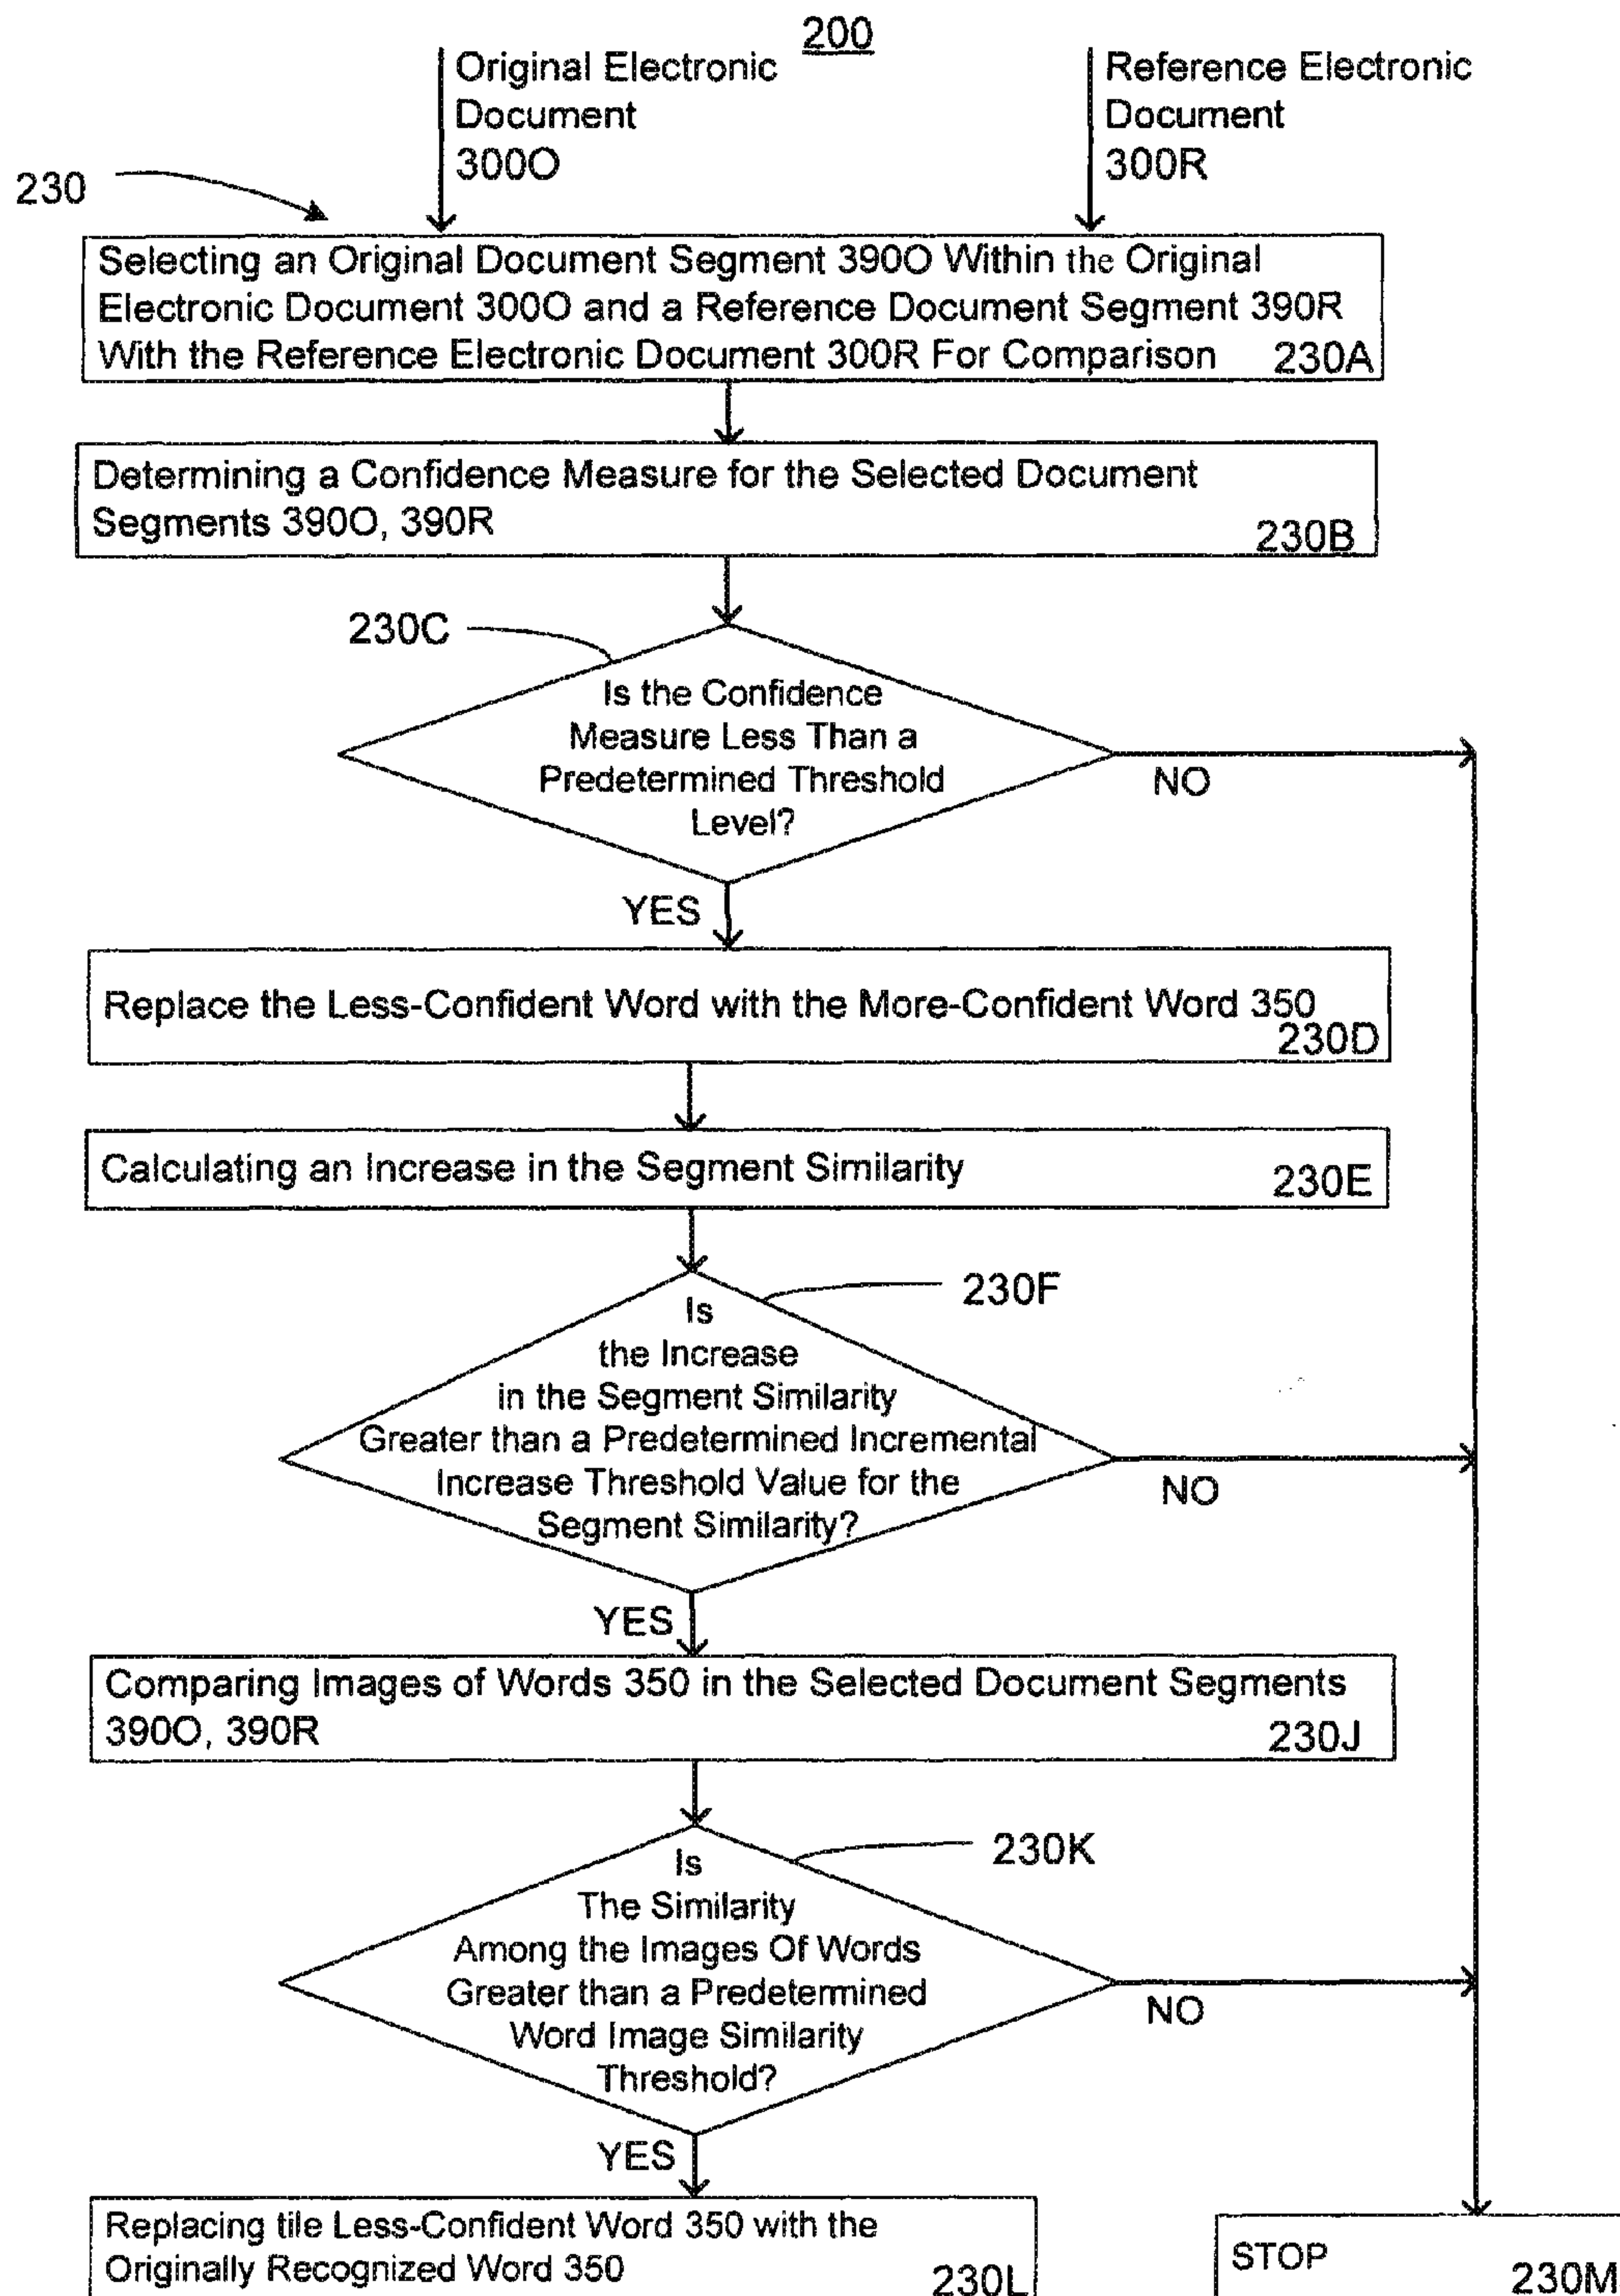 200
Original Electronic
Document
300O
Reference Electronic
Document
300R
230
Selecting an Original Document Segment 390O Within the Original
Electronic Document 300O and a Reference Document Segment 390R
With the Reference Electronic Document 300R For Comparison 230A
Determining a Confidence Measure for the Selected Document
Segments 390O, 390R 230B
230C
Is the Confidence
Measure Less Than a
Predetermined Threshold
Level?
NO
YES
Replace the Less-Confident Word with the More-Confident Word 350
230D
Calculating an Increase in the Segment Similarity 230E
230F
Is
the Increase
in the Segment Similarity
Greater than a Predetermined Incremental
Increase Threshold Value for the
Segment Similarity?
NO
YES
Comparing Images of Words 350 in the Selected Document Segments
390O, 390R 230J
230K
Is
The Similarity
Among the Images Of Words
Greater than a Predetermined
Word Image Similarity
Threshold?
NO
YES
Replacing tile Less-Confident Word 350 with the
Originally Recognized Word 350 230L
STOP 230M